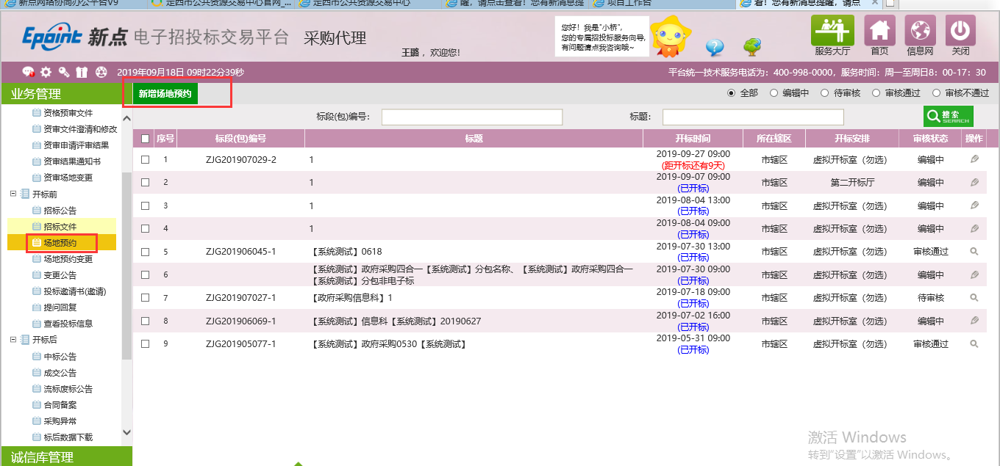 新点网络协同办公平台V9
定西市公共资源交易中心官网_...
定西市公共资源交易中心
醒，请点击查看！您有新消息提
项目工作台
看！您有新消息提醒，请点
Epoint 新点 电子招投标交易平台 采购代理
王璐，欢迎您！
您好！我是"小桥"，
您的专属招投标服务向导，
有问题请点我咨询哦~
服务大厅 首页 信息网 关闭
2019年09月18日 09时22分39秒
平台统一技术服务电话为：400-998-0000，服务时间：周一至周日8：00-17：30
业务管理
资格预审文件
资审文件澄清和修改
资审申请评审结果
资审结果通知书
资审场地变更
开标前
招标公告
招标文件
场地预约
场地预约变更
变更公告
投标邀请书(邀请)
提问回复
查看投标信息
开标后
中标公告
成交公告
流标废标公告
合同备案
采购异常
标后数据下载
诚信库管理
新增场地预约
全部 编辑中 待审核 审核通过 审核不通过
标段(包)编号： 标题： 搜索 SEARCH
序号 标段(包)编号 标题 开标时间 所在辖区 开标安排 审核状态 操作
1 ZJG201907029-2 1 2019-09-27 09:00 市辖区 虚拟开标室（勿选） 编辑中
(距开标还有9天)
2 1 2019-09-07 09:00 市辖区 第二开标厅 编辑中
(已开标)
3 1 2019-08-04 13:00 市辖区 虚拟开标室（勿选） 编辑中
(已开标)
4 1 2019-08-04 09:00 市辖区 虚拟开标室（勿选） 编辑中
(已开标)
5 ZJG201906045-1 【系统测试】0618 2019-07-30 13:00 市辖区 虚拟开标室（勿选） 审核通过
(已开标)
6 【系统测试】政府采购四合一【系统测试】分包名称、【系统测试】政府采购四合一 2019-07-30 09:00 市辖区 虚拟开标室（勿选） 编辑中
【系统测试】分包非电子标 (已开标)
7 ZJG201907027-1 【政府采购信息科】1 2019-07-18 09:00 市辖区 虚拟开标室（勿选） 待审核
(已开标)
8 ZJG201906069-1 【系统测试】信息科【系统测试】20190627 2019-07-02 16:00 市辖区 虚拟开标室（勿选） 编辑中
(已开标)
9 ZJG201905077-1 【系统测试】政府采购0530【系统测试】 2019-05-31 09:00 市辖区 虚拟开标室（勿选） 审核通过
(已开标)
激活 Windows
转到"设置"以激活 Windows。